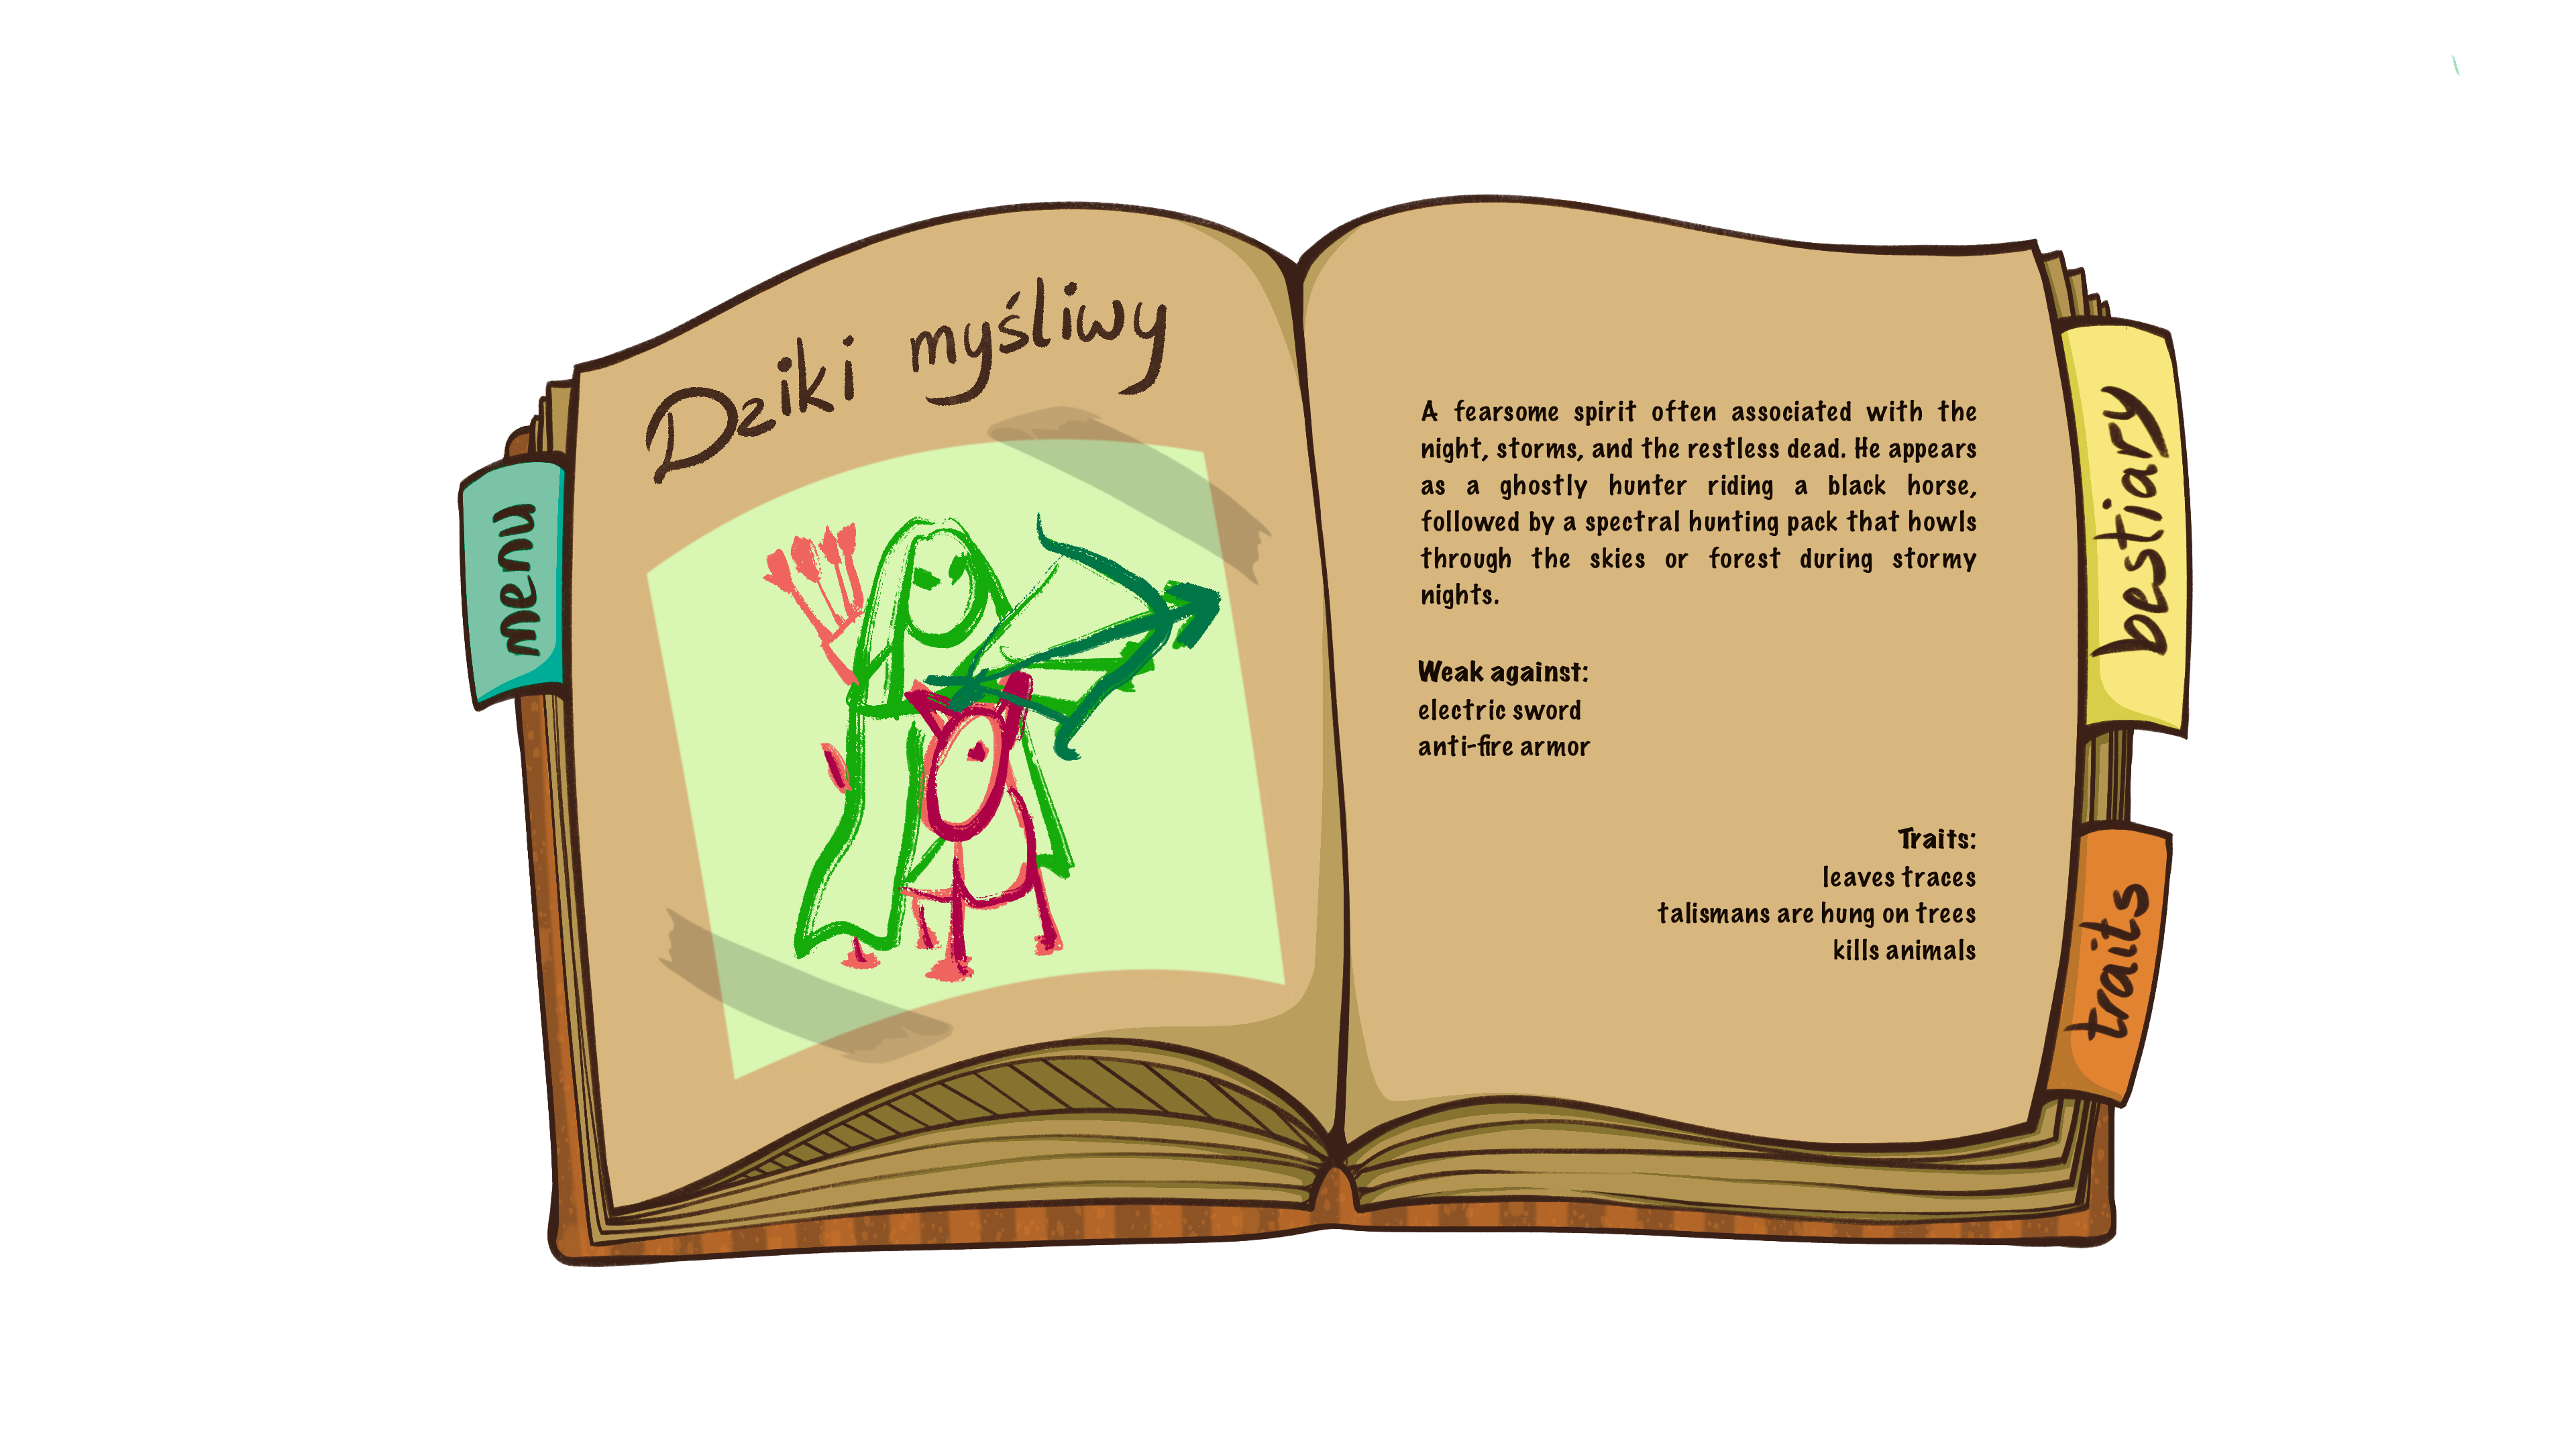 Dziki myśliwy
menu
A fearsome spirit often associated with the
night, storms, and the restless dead. He appears
as a ghostly hunter riding a black horse,
followed by a spectral hunting pack that howls
through the skies or forest during stormy
nights.
Weak against:
electric sword
anti-fire armor
Traits:
leaves traces
talismans are hung on trees
kills animals
bestiary
traits